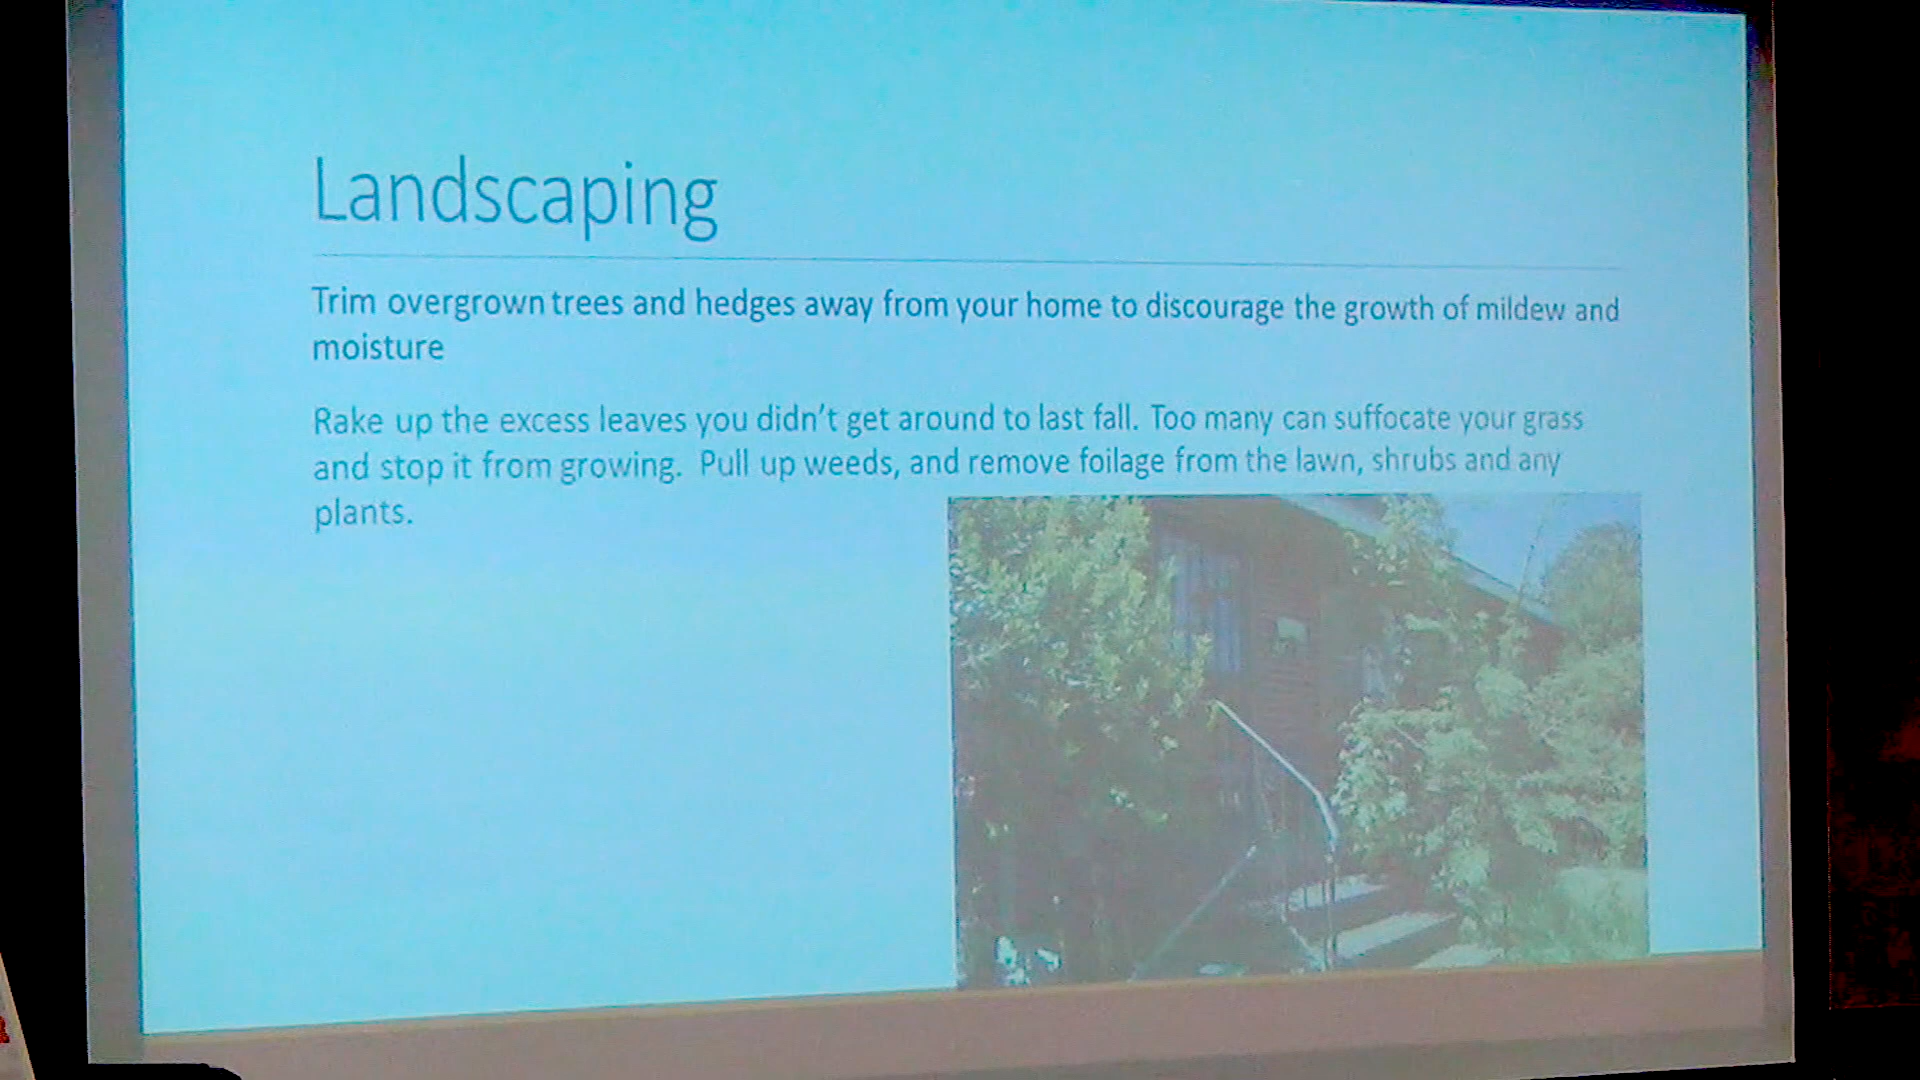 Landscaping
Trim overgrown trees and hedges away from your home to discourage the growth of mildew and
moisture
Rake up the excess leaves you didn't get around to last fall. Too many can suffocate your grass
and stop it from growing. Pull up weeds, and remove foilage from the lawn, shrubs and any
plants.